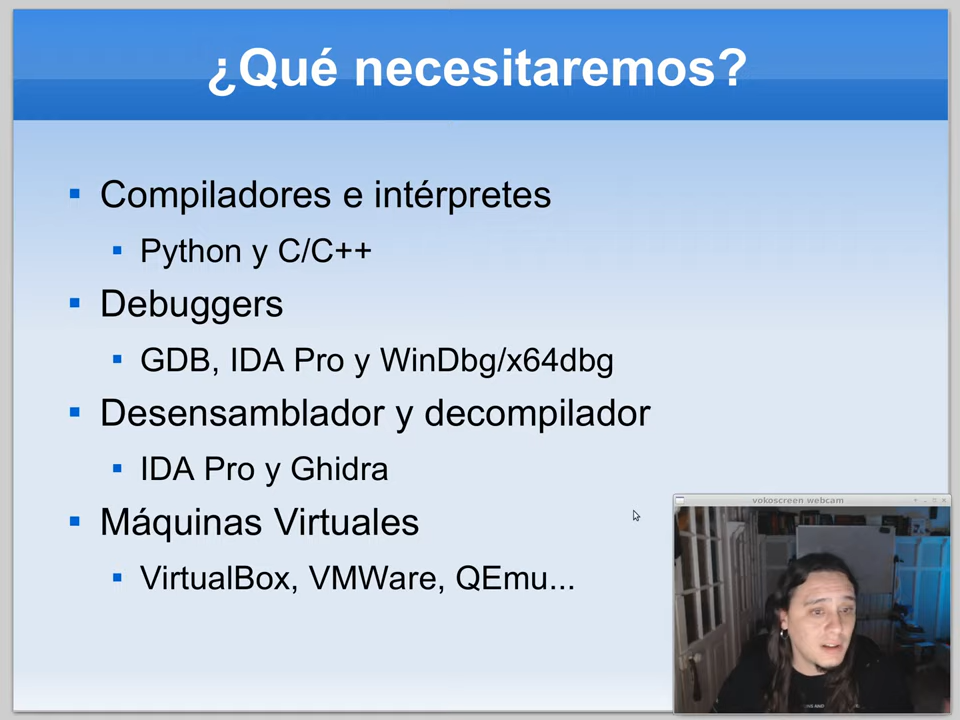 ¿Qué necesitaremos?
Compiladores e intérpretes
Python y C/C++
Debuggers
GDB, IDA Pro y WinDbg/x64dbg
Desensamblador y decompilador
IDA Pro y Ghidra
Máquinas Virtuales
VirtualBox, VMWare, QEmu...
vokoscreen webcam